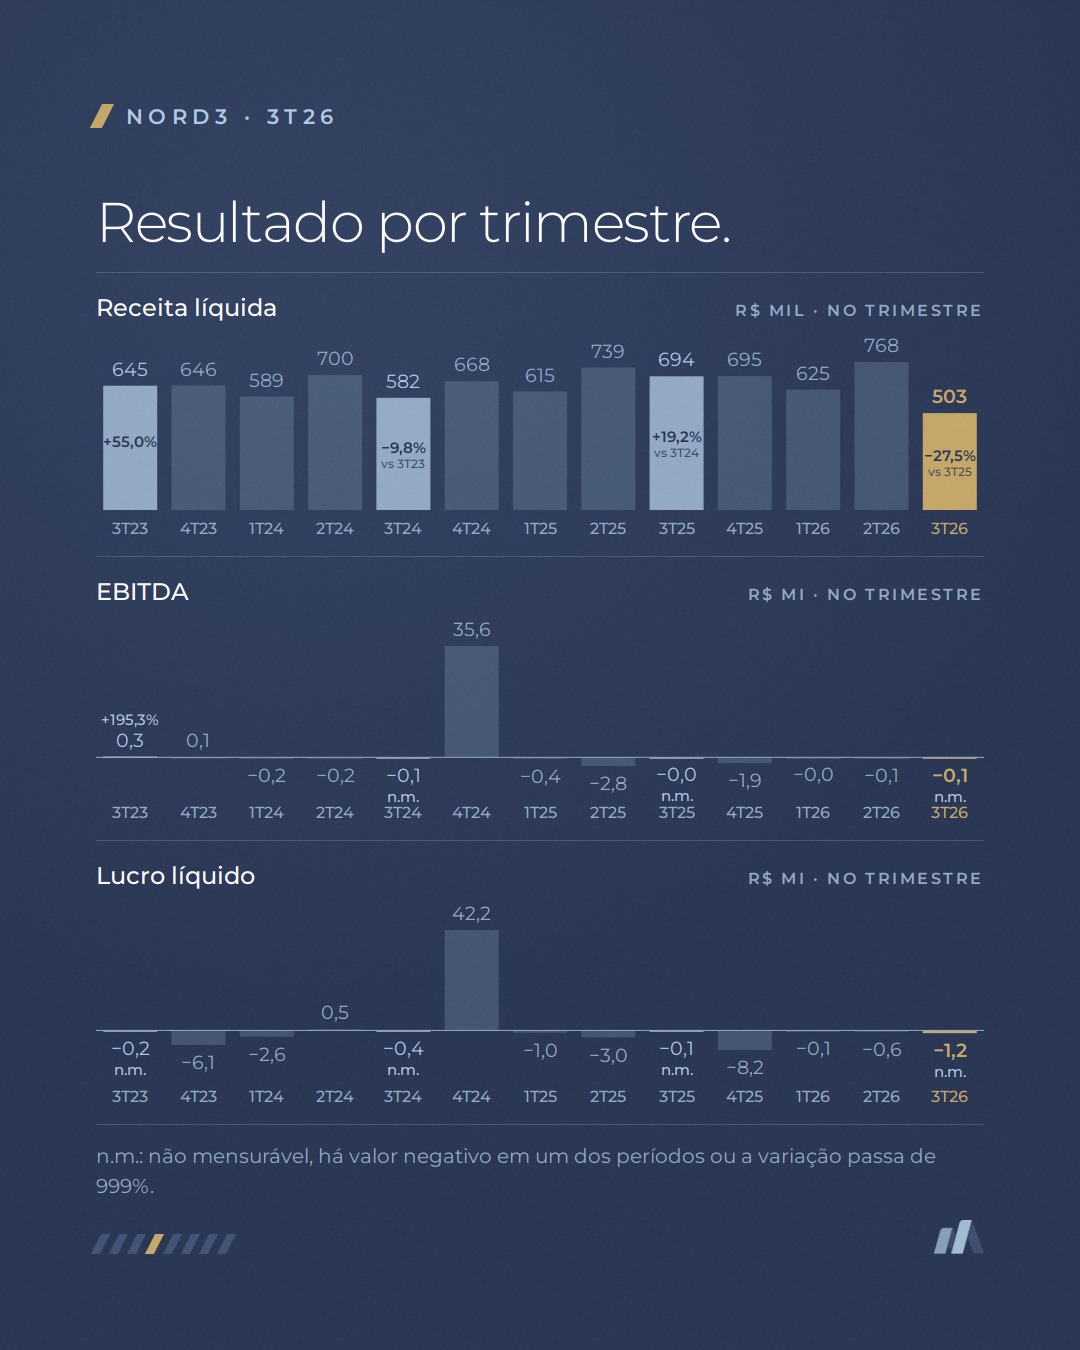 NORD3 · 3T26
Resultado por trimestre.
Receita líquida
R$ MIL · NO TRIMESTRE
645 646 589 700 582 668 615 739 694 695 625 768 503
+55,0% −9,8% +19,2% −27,5%
vs 3T23 vs 3T24 vs 3T25
3T23 4T23 1T24 2T24 3T24 4T24 1T25 2T25 3T25 4T25 1T26 2T26 3T26
EBITDA
R$ MI · NO TRIMESTRE
35,6
+195,3%
0,3 0,1
−0,2 −0,2 −0,1 −0,4 −2,8 −0,0 −1,9 −0,0 −0,1 −0,1
n.m. n.m. n.m.
3T23 4T23 1T24 2T24 3T24 4T24 1T25 2T25 3T25 4T25 1T26 2T26 3T26
Lucro líquido
R$ MI · NO TRIMESTRE
42,2
0,5
−0,2 −6,1 −2,6 −0,4 −1,0 −3,0 −0,1 −8,2 −0,1 −0,6 −1,2
n.m. n.m. n.m. n.m.
3T23 4T23 1T24 2T24 3T24 4T24 1T25 2T25 3T25 4T25 1T26 2T26 3T26
n.m.: não mensurável, há valor negativo em um dos períodos ou a variação passa de
999%.